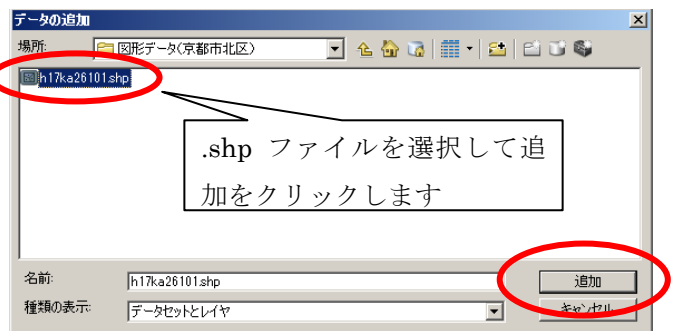 データの追加
場所: 図形データ(京都市北区)
h17ka26101.shp
.shp ファイルを選択して追
加をクリックします
名前: h17ka26101.shp 追加
種類の表示: データセットとレイヤ キャンセル